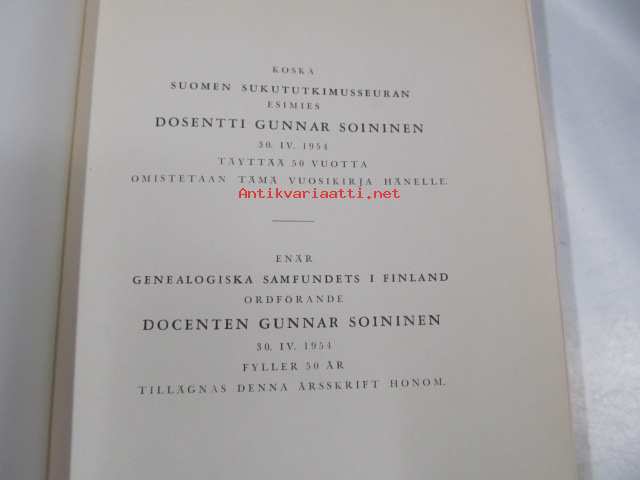 KOSKA
SUOMEN SUKUTUTKIMUSSEURAN
ESIMIES
DOSENTTI GUNNAR SOININEN
30. IV. 1954
TÄYTTÄÄ 50 VUOTTA
OMISTETAAN TÄMÄ VUOSIKIRJA HÄNELLE.
Antikvariaatti.net
ENÄR
GENEALOGISKA SAMFUNDETS I FINLAND
ORDFÖRANDE
DOCENTEN GUNNAR SOININEN
30. IV. 1954
FYLLER 50 ÅR
TILLÄGNAS DENNA ÅRSSKRIFT HONOM.